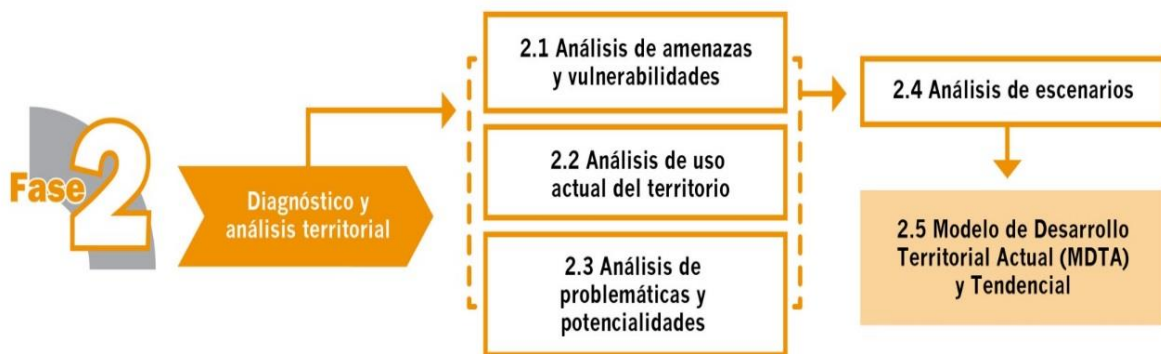 Fase 2
Diagnóstico y
análisis territorial
2.1 Análisis de amenazas
y vulnerabilidades
2.2 Análisis de uso
actual del territorio
2.3 Análisis de
problemáticas y
potencialidades
2.4 Análisis de escenarios
2.5 Modelo de Desarrollo
Territorial Actual (MDTA)
y Tendencial